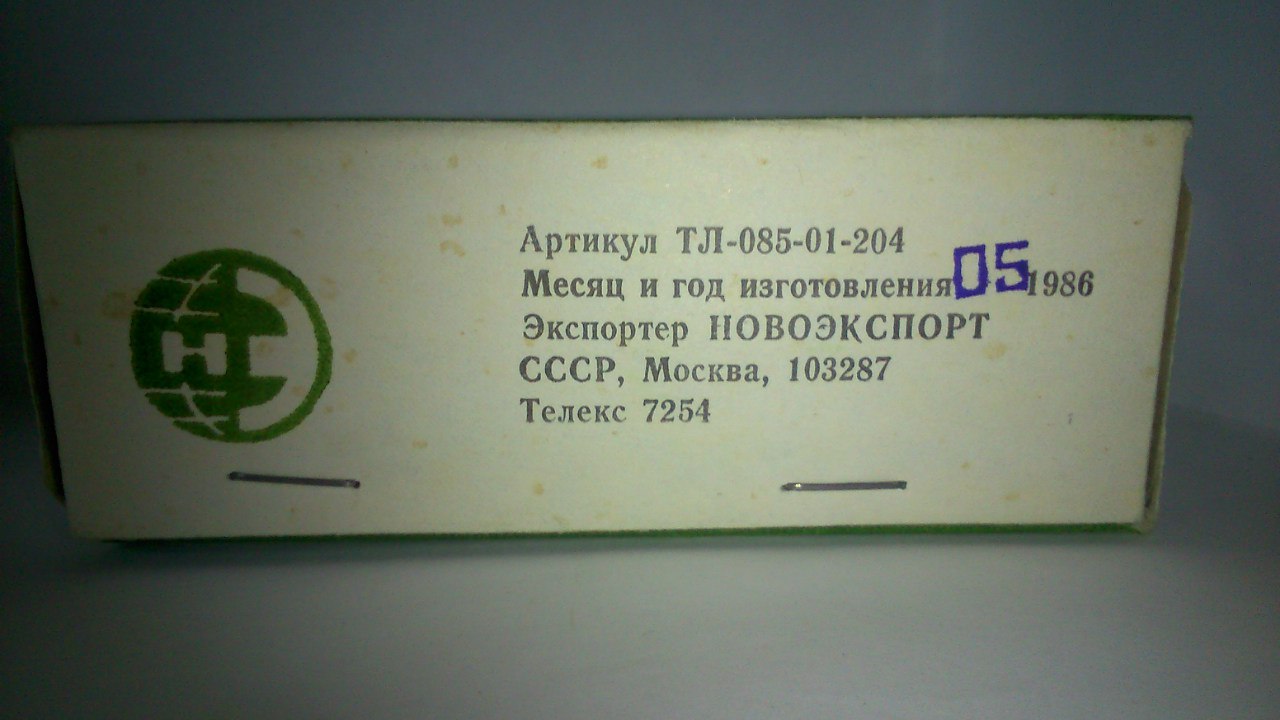 Артикул ТЛ-085-01-204
Месяц и год изготовления 05 1986
Экспортер НОВОЭКСПОРТ
СССР, Москва, 103287
Телекс 7254